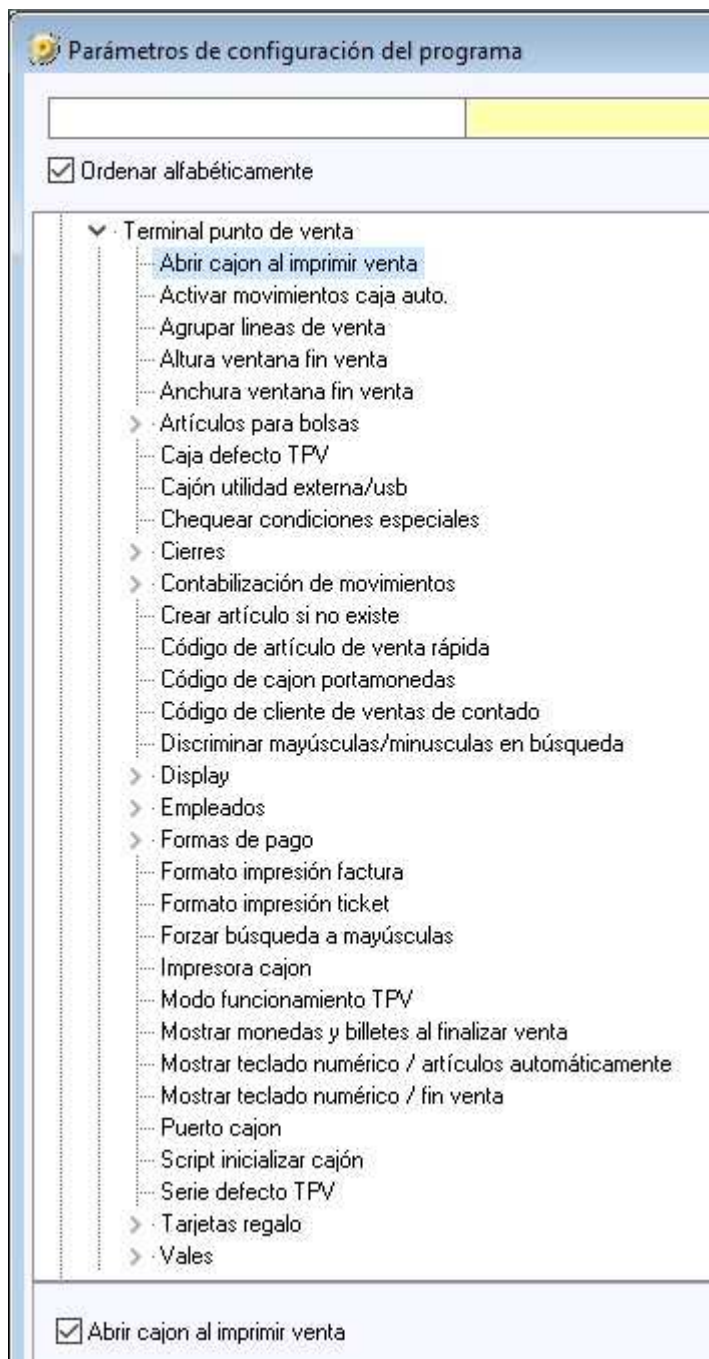 Parámetros de configuración del programa
Ordenar alfabéticamente
Terminal punto de venta
Abrir cajon al imprimir venta
Activar movimientos caja auto.
Agrupar lineas de venta
Altura ventana fin venta
Anchura ventana fin venta
Artículos para bolsas
Caja defecto TPV
Cajón utilidad externa/usb
Chequear condiciones especiales
Cierres
Contabilización de movimientos
Crear artículo si no existe
Código de artículo de venta rápida
Código de cajon portamonedas
Código de cliente de ventas de contado
Discriminar mayúsculas/minusculas en búsqueda
Display
Empleados
Formas de pago
Formato impresión factura
Formato impresión ticket
Forzar búsqueda a mayúsculas
Impresora cajon
Modo funcionamiento TPV
Mostrar monedas y billetes al finalizar venta
Mostrar teclado numérico / artículos automáticamente
Mostrar teclado numérico / fin venta
Puerto cajon
Script inicializar cajón
Serie defecto TPV
Tarjetas regalo
Vales
Abrir cajon al imprimir venta